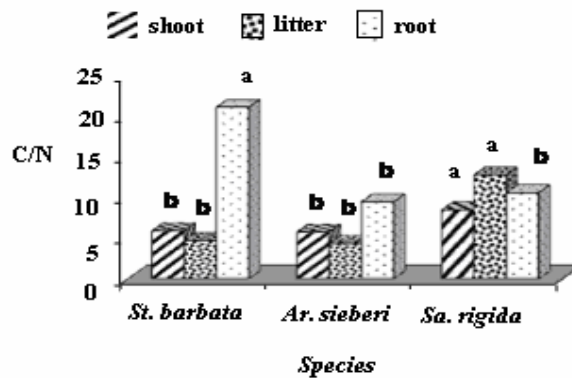 shoot litter root
25
a
20
C/N
15
a
a
b
10
b
b
b
b
b
5
0
St. barbata Ar. sieberi Sa. rigida
Species